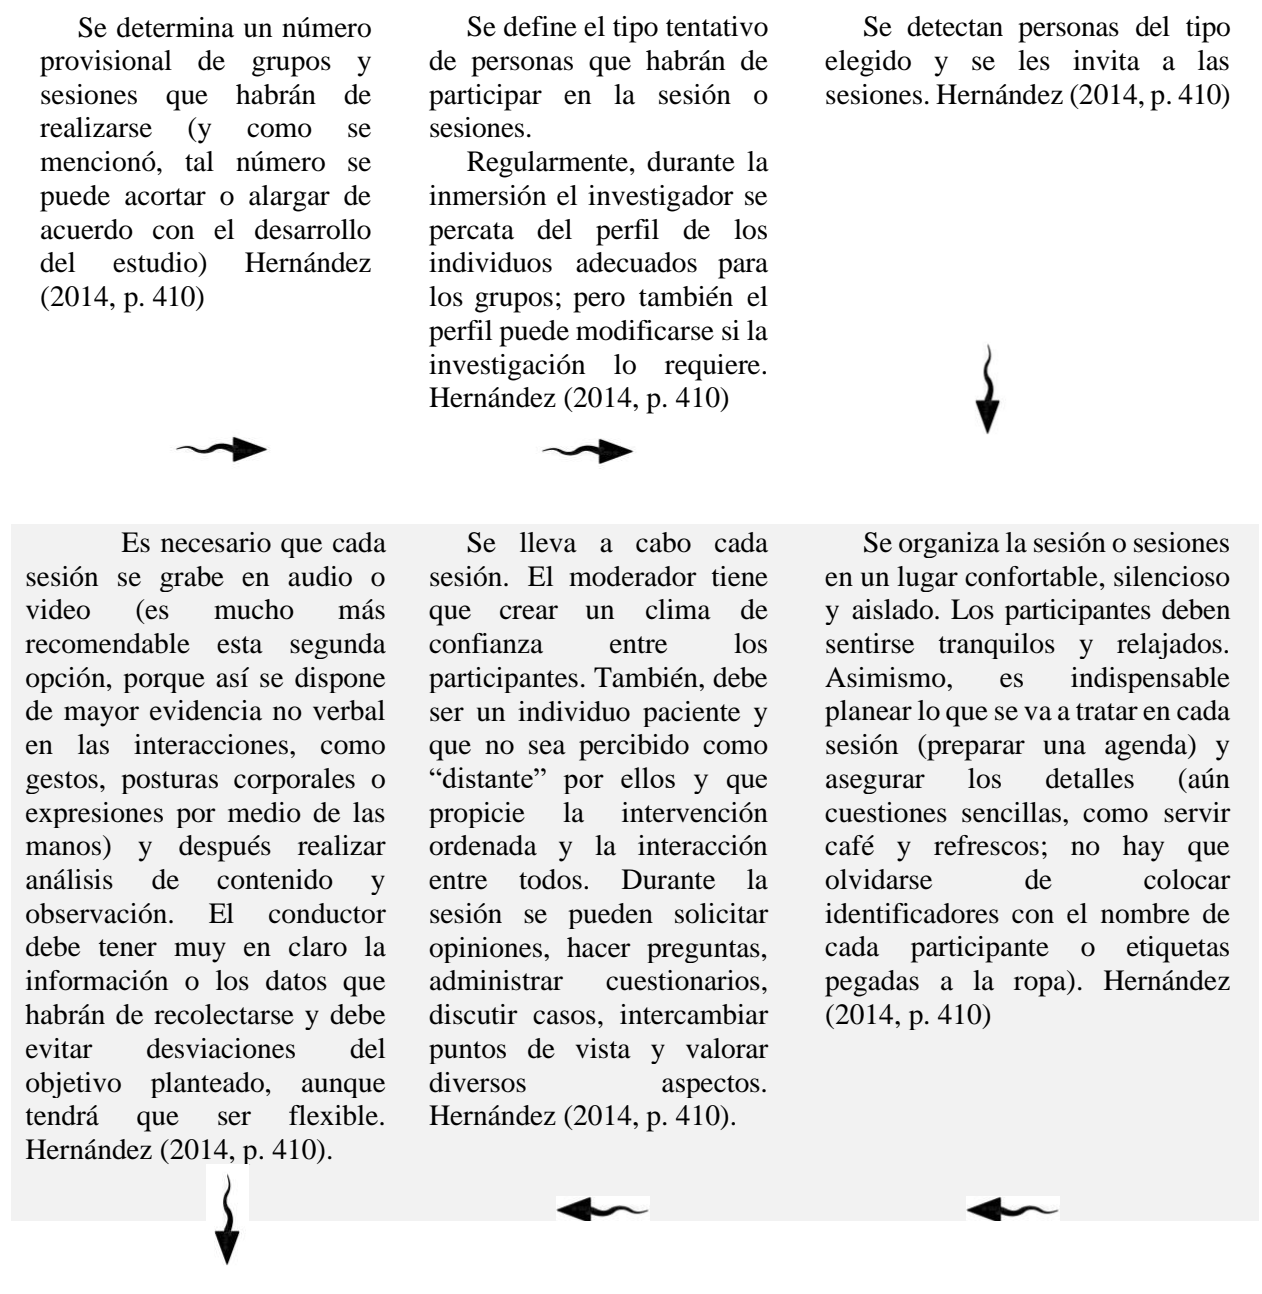 Se determina un número
provisional de grupos y
sesiones que habrán de
realizarse (y como se
mencionó, tal número se
puede acortar o alargar de
acuerdo con el desarrollo
del estudio) Hernández
(2014, p. 410)
Se define el tipo tentativo
de personas que habrán de
participar en la sesión o
sesiones.
Regularmente, durante la
inmersión el investigador se
percata del perfil de los
individuos adecuados para
los grupos; pero también el
perfil puede modificarse si la
investigación lo requiere.
Hernández (2014, p. 410)
Se detectan personas del tipo
elegido y se les invita a las
sesiones. Hernández (2014, p. 410)
Se organiza la sesión o sesiones
en un lugar confortable, silencioso
y aislado. Los participantes deben
sentirse tranquilos y relajados.
Asimismo, es indispensable
planear lo que se va a tratar en cada
sesión (preparar una agenda) y
asegurar los detalles (aún
cuestiones sencillas, como servir
café y refrescos; no hay que
olvidarse de colocar
identificadores con el nombre de
cada participante o etiquetas
pegadas a la ropa). Hernández
(2014, p. 410)
Se lleva a cabo cada
sesión. El moderador tiene
que crear un clima de
confianza entre los
participantes. También, debe
ser un individuo paciente y
que no sea percibido como
“distante” por ellos y que
propicie la intervención
ordenada y la interacción
entre todos. Durante la
sesión se pueden solicitar
opiniones, hacer preguntas,
administrar cuestionarios,
discutir casos, intercambiar
puntos de vista y valorar
diversos aspectos.
Hernández (2014, p. 410).
Es necesario que cada
sesión se grabe en audio o
video (es mucho más
recomendable esta segunda
opción, porque así se dispone
de mayor evidencia no verbal
en las interacciones, como
gestos, posturas corporales o
expresiones por medio de las
manos) y después realizar
análisis de contenido y
observación. El conductor
debe tener muy en claro la
información o los datos que
habrán de recolectarse y debe
evitar desviaciones del
objetivo planteado, aunque
tendrá que ser flexible.
Hernández (2014, p. 410).